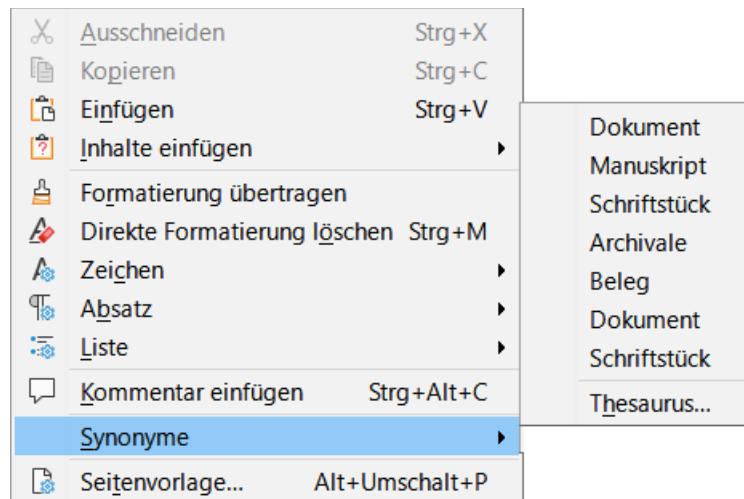 Ausschneiden Strg+X
Kopieren Strg+C
Einfügen Strg+V
Inhalte einfügen
Formatierung übertragen
Direkte Formatierung löschen Strg+M
Zeichen
Absatz
Liste
Kommentar einfügen Strg+Alt+C
Synonyme
Seitenvorlage... Alt+Umschalt+P
Dokument
Manuskript
Schriftstück
Archivale
Beleg
Dokument
Schriftstück
Thesaurus...